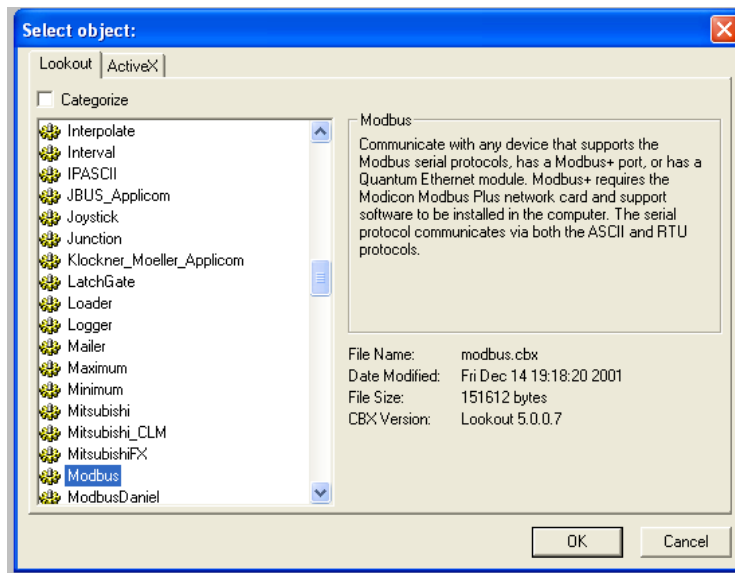 Select object:
Lookout
ActiveX
Categorize
Interpolate
Interval
IPASCII
JBUS_Applicom
Joystick
Junction
Klockner_Moeller_Applicom
LatchGate
Loader
Logger
Mailer
Maximum
Minimum
Mitsubishi
Mitsubishi_CLM
MitsubishiFX
Modbus
ModbusDaniel
Modbus
Communicate with any device that supports the
Modbus serial protocols, has a Modbus+ port, or has a
Quantum Ethernet module. Modbus+ requires the
Modicon Modbus Plus network card and support
software to be installed in the computer. The serial
protocol communicates via both the ASCII and RTU
protocols.
File Name: modbus.cbx
Date Modified: Fri Dec 14 19:18:20 2001
File Size: 151612 bytes
CBX Version: Lookout 5.0.0.7
OK
Cancel